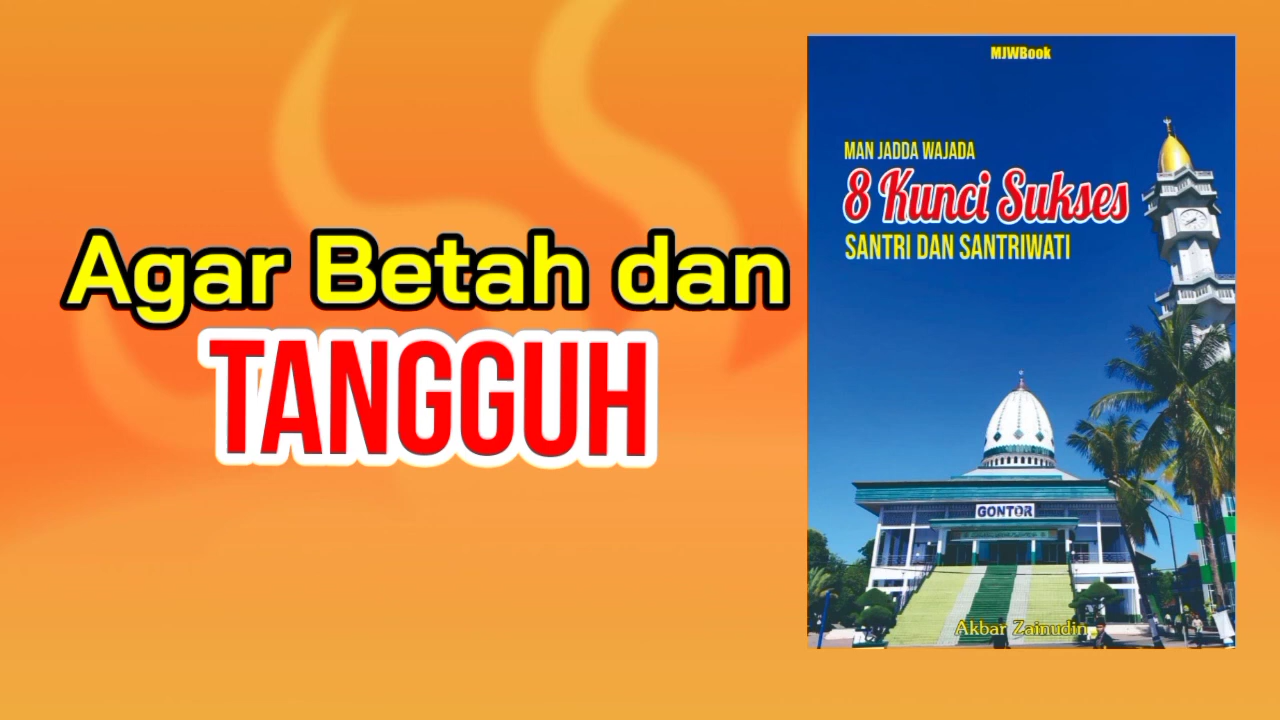 Agar Betah dan
TANGGUH
MJWBook
MAN JADDA WAJADA
8 Kunci Sukses
SANTRI DAN SANTRIWATI
GONTOR
Akbar Zainudin